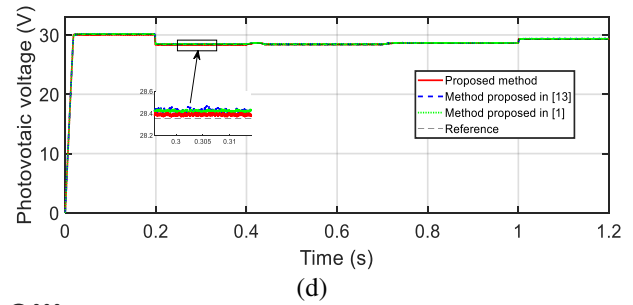 Photovotaic voltage (V)
30
20
10
0
28.6
28.4
28.2
0.3
0.305
0.31
Proposed method
Method proposed in [13]
Method proposed in [1]
Reference
0
0.2
0.4
0.6
0.8
1
1.2
Time (s)
(d)